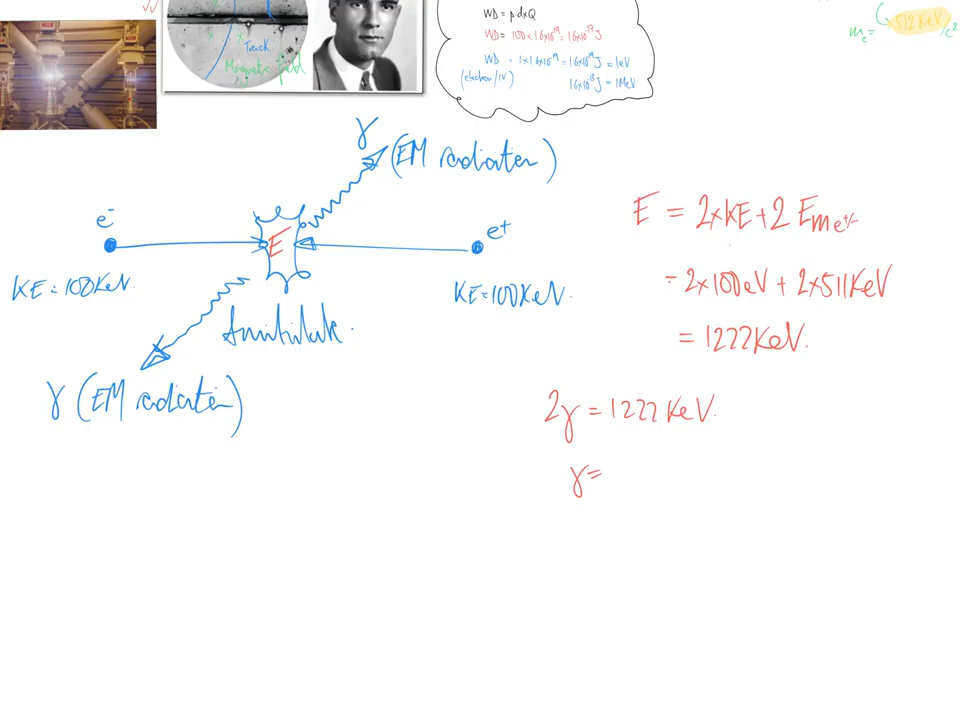 WD = p.d x Q
WD = 100 x 1.6x10⁻¹⁹ = 1.6x10⁻¹⁷ J.
WD = 1 x 1.6x10⁻¹⁹ = 1.6x10⁻¹⁹ J = 1eV
(electron / 1V)
1.6x10⁻¹³ J = 1MeV
512 KeV/c²
mₑ =
Track
field
γ
(EM radiation)
e⁻
E
e⁺
KE = 100KeV.
KE = 100KeV.
Annihilate.
γ (EM radiation)
E = 2xKE + 2 Eme+/-
= 2x100eV + 2x511KeV
= 1222KeV.
2γ = 1222 KeV.
γ =